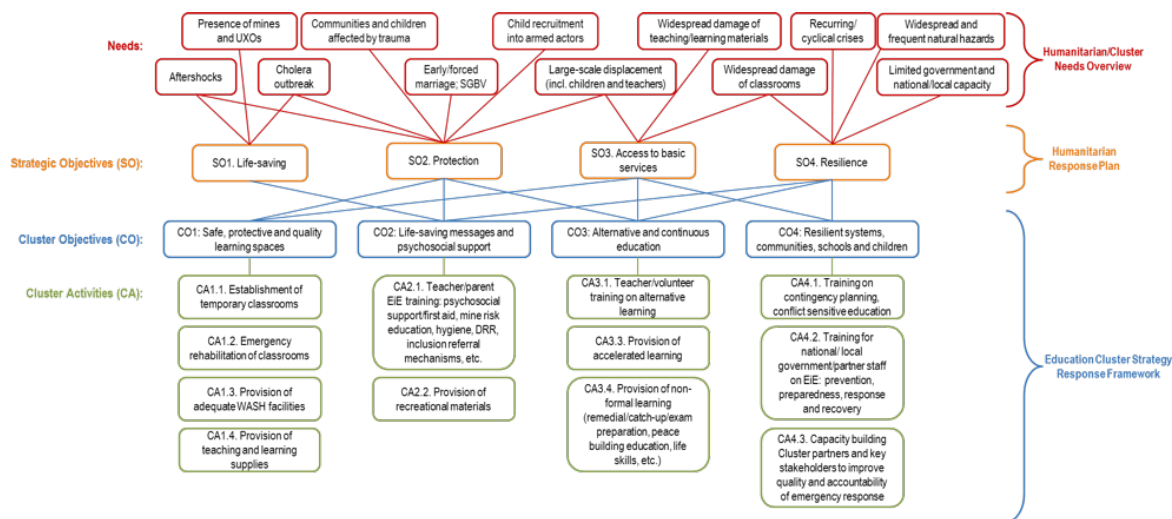 Needs:
Presence of mines
and UXOs
Communities and children
affected by trauma
Child recruitment
into armed actors
Widespread damage of
teaching/learning materials
Recurring/
cyclical crises
Widespread and
frequent natural hazards
Humanitarian/Cluster
Needs Overview
Aftershocks
Cholera
outbreak
Early/forced
marriage; SGBV
Large-scale displacement
(incl. children and teachers)
Widespread damage
of classrooms
Limited government and
national/local capacity
Strategic Objectives (SO):
SO1. Life-saving
SO2. Protection
SO3. Access to basic
services
SO4. Resilience
Humanitarian
Response Plan
Cluster Objectives (CO):
CO1: Safe, protective and quality
learning spaces
CO2: Life-saving messages and
psychosocial support
CO3: Alternative and continuous
education
CO4: Resilient systems,
communities, schools and children
Cluster Activities (CA):
CA1.1. Establishment of
temporary classrooms
CA1.2. Emergency
rehabilitation of classrooms
CA1.3. Provision of
adequate WASH facilities
CA1.4. Provision of
teaching and learning
supplies
CA2.1. Teacher/parent
EiE training: psychosocial
support/first aid, mine risk
education, hygiene, DRR,
inclusion referral
mechanisms, etc.
CA2.2. Provision of
recreational materials
CA3.1. Teacher/volunteer
training on alternative
learning
CA3.3. Provision of
accelerated learning
CA3.4. Provision of non-
formal learning
(remedial/catch-up/exam
preparation, peace
building education, life
skills, etc.)
CA4.1. Training on
contingency planning,
conflict sensitive education
CA4.2. Training for
national/ local
government/partner staff
on EiE: prevention,
preparedness, response
and recovery
CA4.3. Capacity building
Cluster partners and key
stakeholders to improve
quality and accountability
of emergency response
Education Cluster Strategy
Response Framework